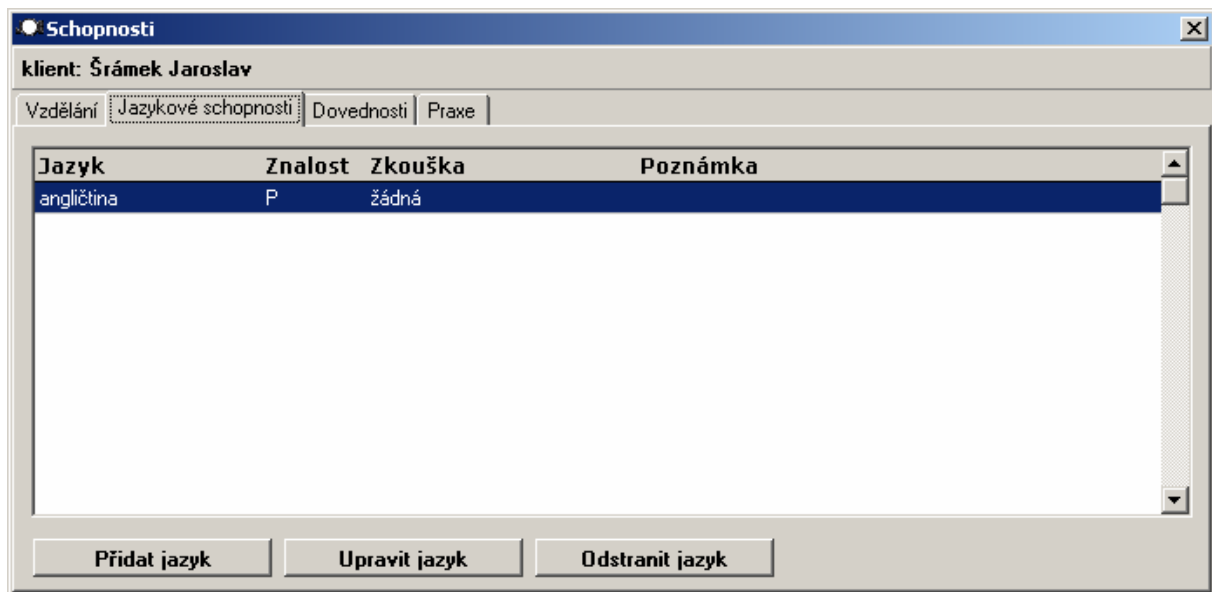 Schopnosti
klient: Šrámek Jaroslav
Vzdělání Jazykové schopnosti Dovednosti Praxe
Jazyk Znalost Zkouška Poznámka
angličtina P žádná
Přidat jazyk Upravit jazyk Odstranit jazyk